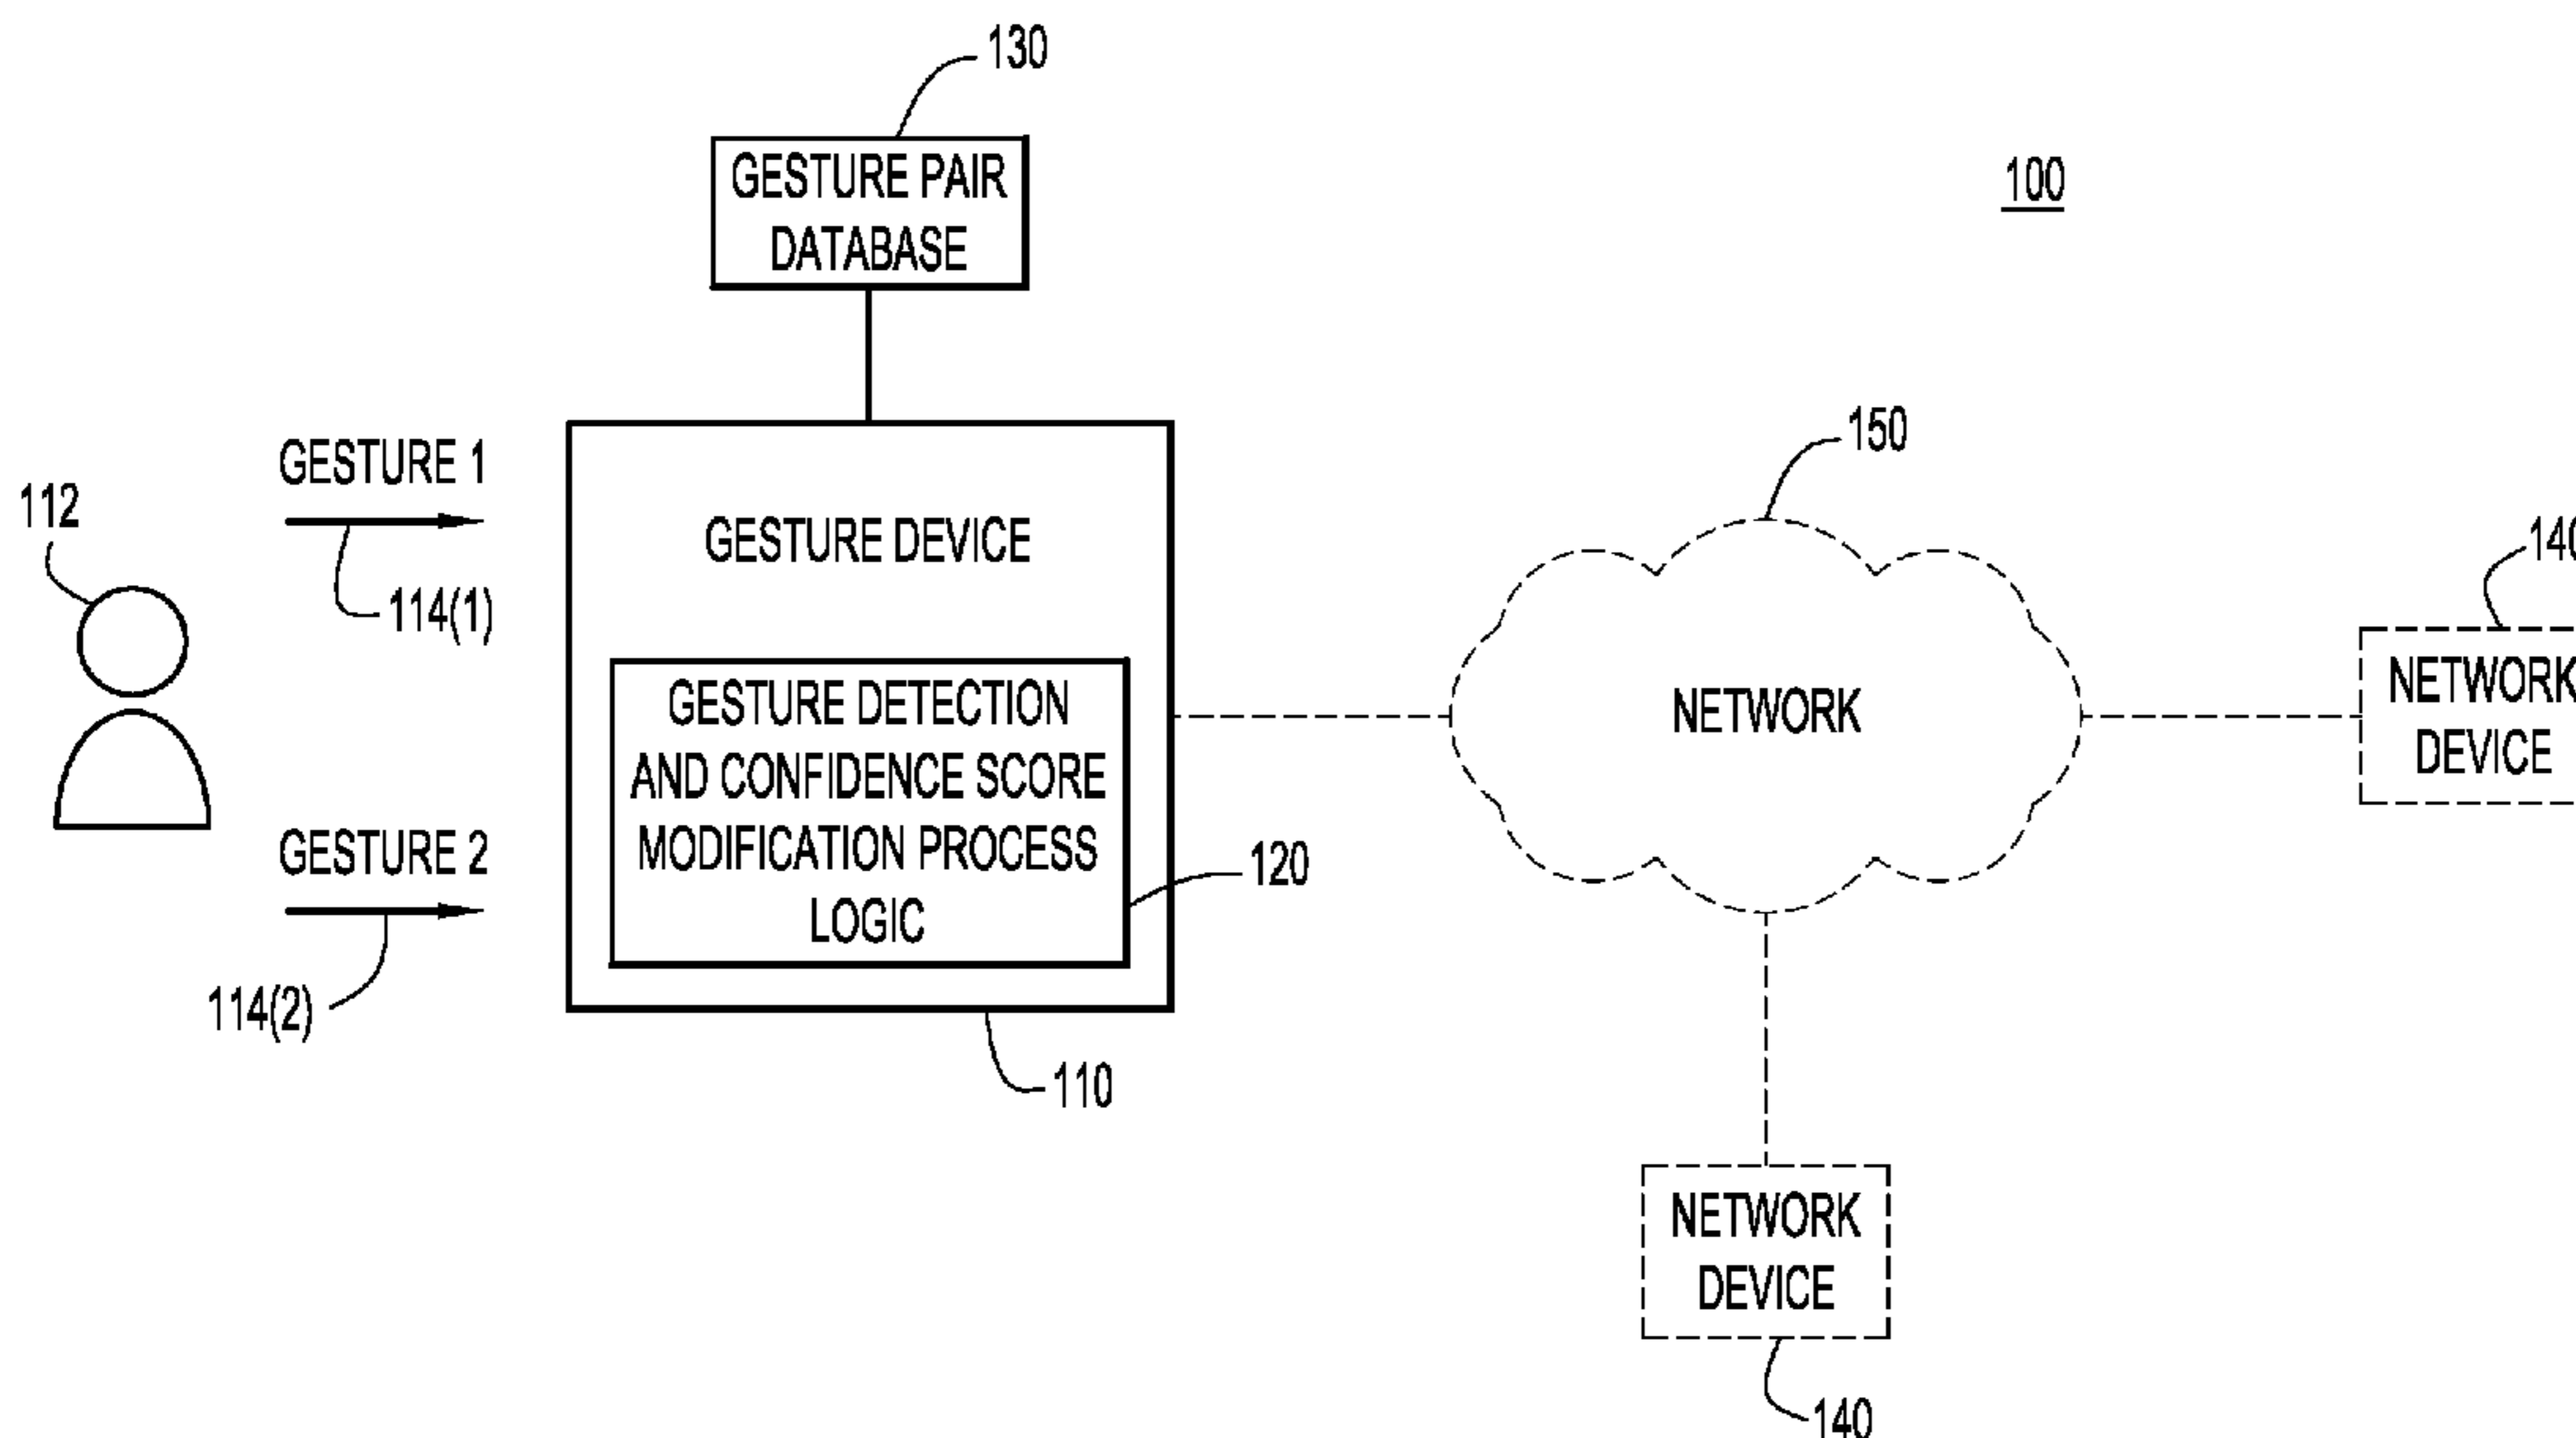 130
GESTURE PAIR
DATABASE
100
GESTURE 1
112
114(1)
GESTURE DEVICE
GESTURE DETECTION
AND CONFIDENCE SCORE
MODIFICATION PROCESS
LOGIC
120
GESTURE 2
114(2)
110
150
NETWORK
140
NETWORK
DEVICE
NETWORK
DEVICE
140